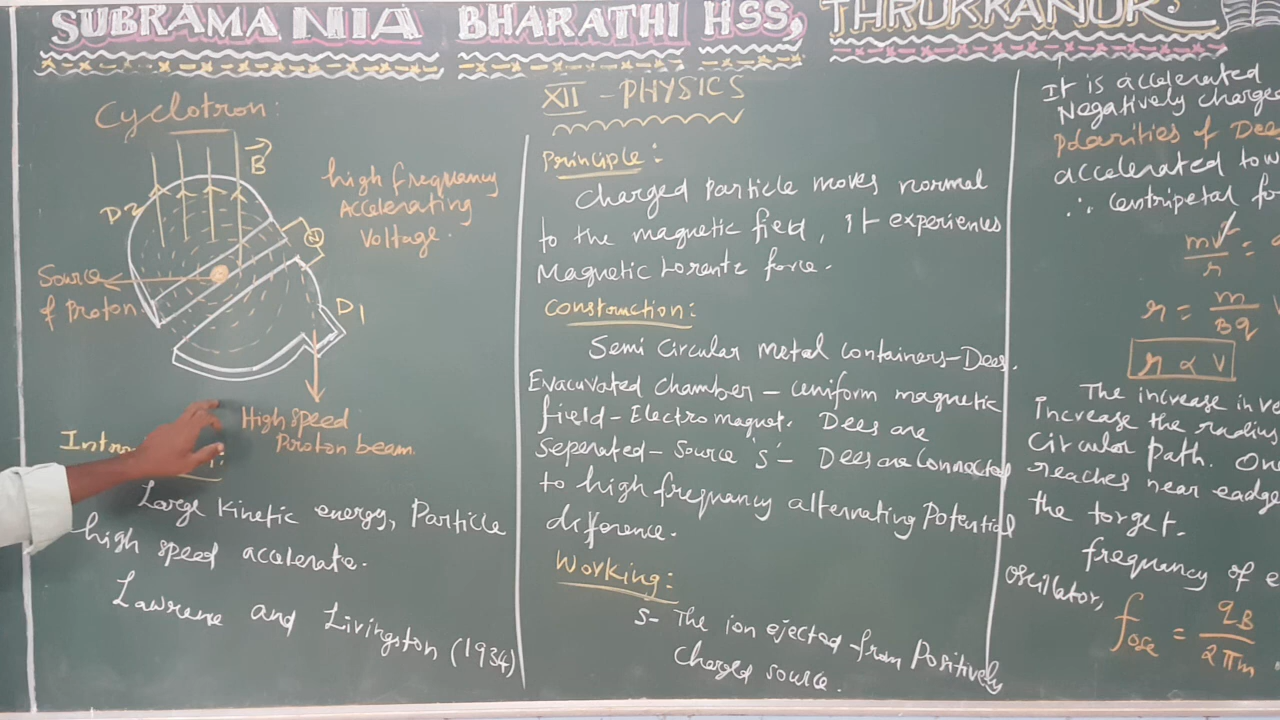 SUBRAMANIA BHARATHI HSS, THRUKKANUR.
Cyclotron:
B
D2
high frequency
Accelerating
Voltage.
N
Source
of Proton
D1
High speed
Proton beam.
Large kinetic energy, Particle
high speed accelerate.
Lawrence and Livingston (1934)
XII - PHYSICS
Principle:
Charged Particle moves normal
to the magnetic field, it experiences
Magnetic Lorentz force.
Construction:
Semi Circular Metal Containers - Dees.
Evacuvated Chamber - Uniform magnetic
field - Electromagnet. Dees are
Seperated - Source 'S' - Dees are Connected
to high frequency alternating Potential
difference.
Working:
S- The ion ejected from Positively
Charged source.
It is accelerated
Negatively charged
Polarities of Dees
accelerated tow
∴ Centripetal fo
mv²/r =
r = m/Bq
r ∝ v
The increase in ve
Increase the radius
Circular Path. On
reaches near eadge
the target.
frequency of e
oscillator,
fosc = qB/2πm